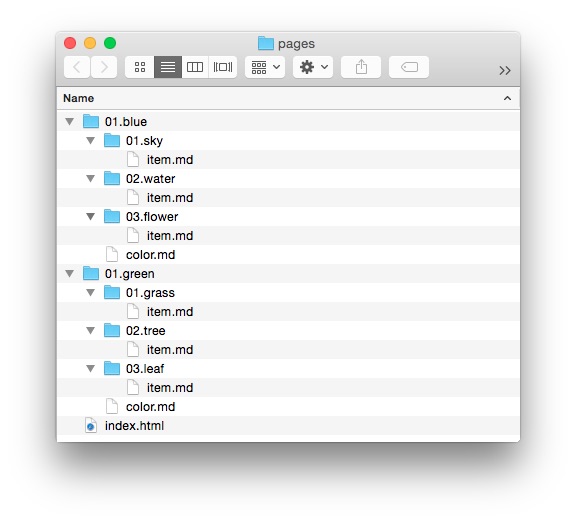 pages
Name
01.blue
01.sky
item.md
02.water
item.md
03.flower
item.md
color.md
01.green
01.grass
item.md
02.tree
item.md
03.leaf
item.md
color.md
index.html